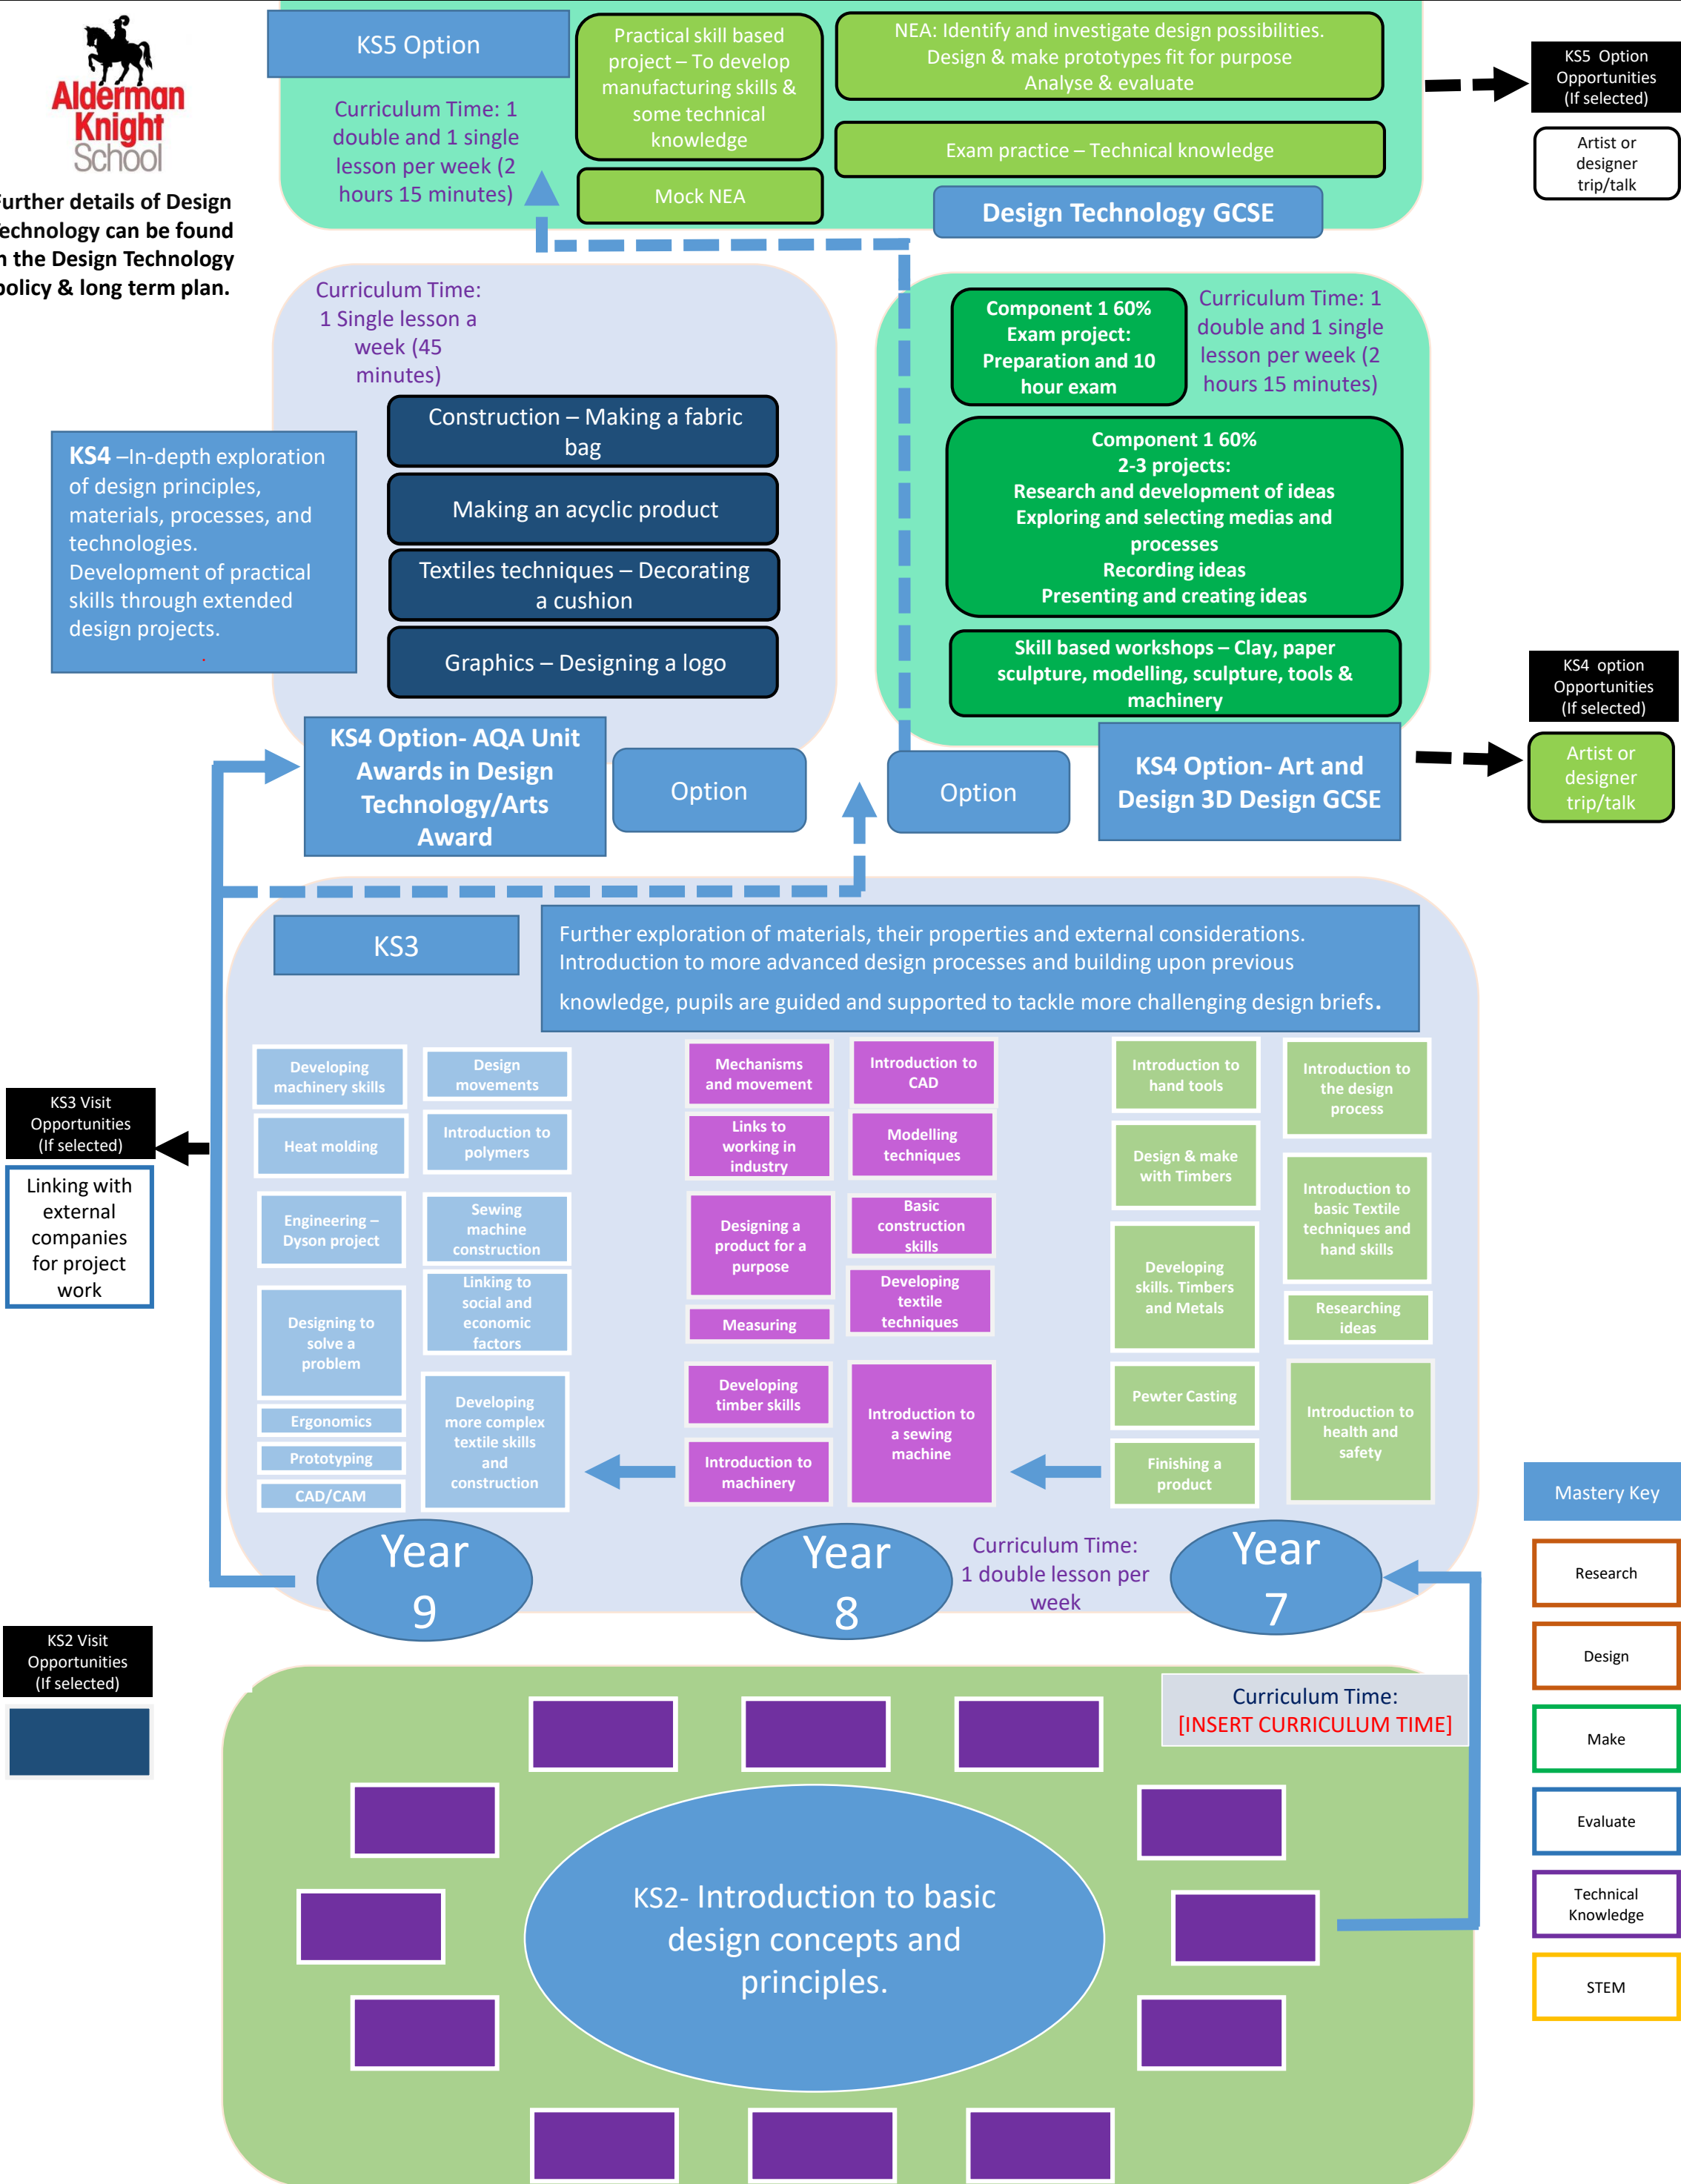 Alderman
Knight
School
Further details of Design
Technology can be found
in the Design Technology
policy & long term plan.
KS5 Option
Curriculum Time: 1
double and 1 single
lesson per week (2
hours 15 minutes)
Practical skill based
project – To develop
manufacturing skills &
some technical
knowledge
Mock NEA
NEA: Identify and investigate design possibilities.
Design & make prototypes fit for purpose
Analyse & evaluate
Exam practice – Technical knowledge
Design Technology GCSE
KS5 Option
Opportunities
(If selected)
Artist or
designer
trip/talk
Curriculum Time:
1 Single lesson a
week (45
minutes)
Construction – Making a fabric
bag
Making an acyclic product
Textiles techniques – Decorating
a cushion
Graphics – Designing a logo
KS4 –In-depth exploration
of design principles,
materials, processes, and
technologies.
Development of practical
skills through extended
design projects.
.
KS4 Option- AQA Unit
Awards in Design
Technology/Arts
Award
Option
Component 1 60%
Exam project:
Preparation and 10
hour exam
Curriculum Time: 1
double and 1 single
lesson per week (2
hours 15 minutes)
Component 1 60%
2-3 projects:
Research and development of ideas
Exploring and selecting medias and
processes
Recording ideas
Presenting and creating ideas
Skill based workshops – Clay, paper
sculpture, modelling, sculpture, tools &
machinery
Option
KS4 Option- Art and
Design 3D Design GCSE
KS4 option
Opportunities
(If selected)
Artist or
designer
trip/talk
KS3
Further exploration of materials, their properties and external considerations.
Introduction to more advanced design processes and building upon previous
knowledge, pupils are guided and supported to tackle more challenging design briefs.
KS3 Visit
Opportunities
(If selected)
Linking with
external
companies
for project
work
Developing
machinery skills
Heat molding
Engineering –
Dyson project
Designing to
solve a
problem
Ergonomics
Prototyping
CAD/CAM
Design
movements
Introduction to
polymers
Sewing
machine
construction
Linking to
social and
economic
factors
Developing
more complex
textile skills
and
construction
Mechanisms
and movement
Links to
working in
industry
Designing a
product for a
purpose
Measuring
Developing
timber skills
Introduction to
machinery
Introduction to
CAD
Modelling
techniques
Basic
construction
skills
Developing
textile
techniques
Introduction to
a sewing
machine
Introduction to
hand tools
Design & make
with Timbers
Developing
skills. Timbers
and Metals
Pewter Casting
Finishing a
product
Introduction to
the design
process
Introduction to
basic Textile
techniques and
hand skills
Researching
ideas
Introduction to
health and
safety
Year
9
Year
8
Curriculum Time:
1 double lesson per
week
Year
7
KS2 Visit
Opportunities
(If selected)
Curriculum Time:
[INSERT CURRICULUM TIME]
KS2- Introduction to basic
design concepts and
principles.
Mastery Key
Research
Design
Make
Evaluate
Technical
Knowledge
STEM